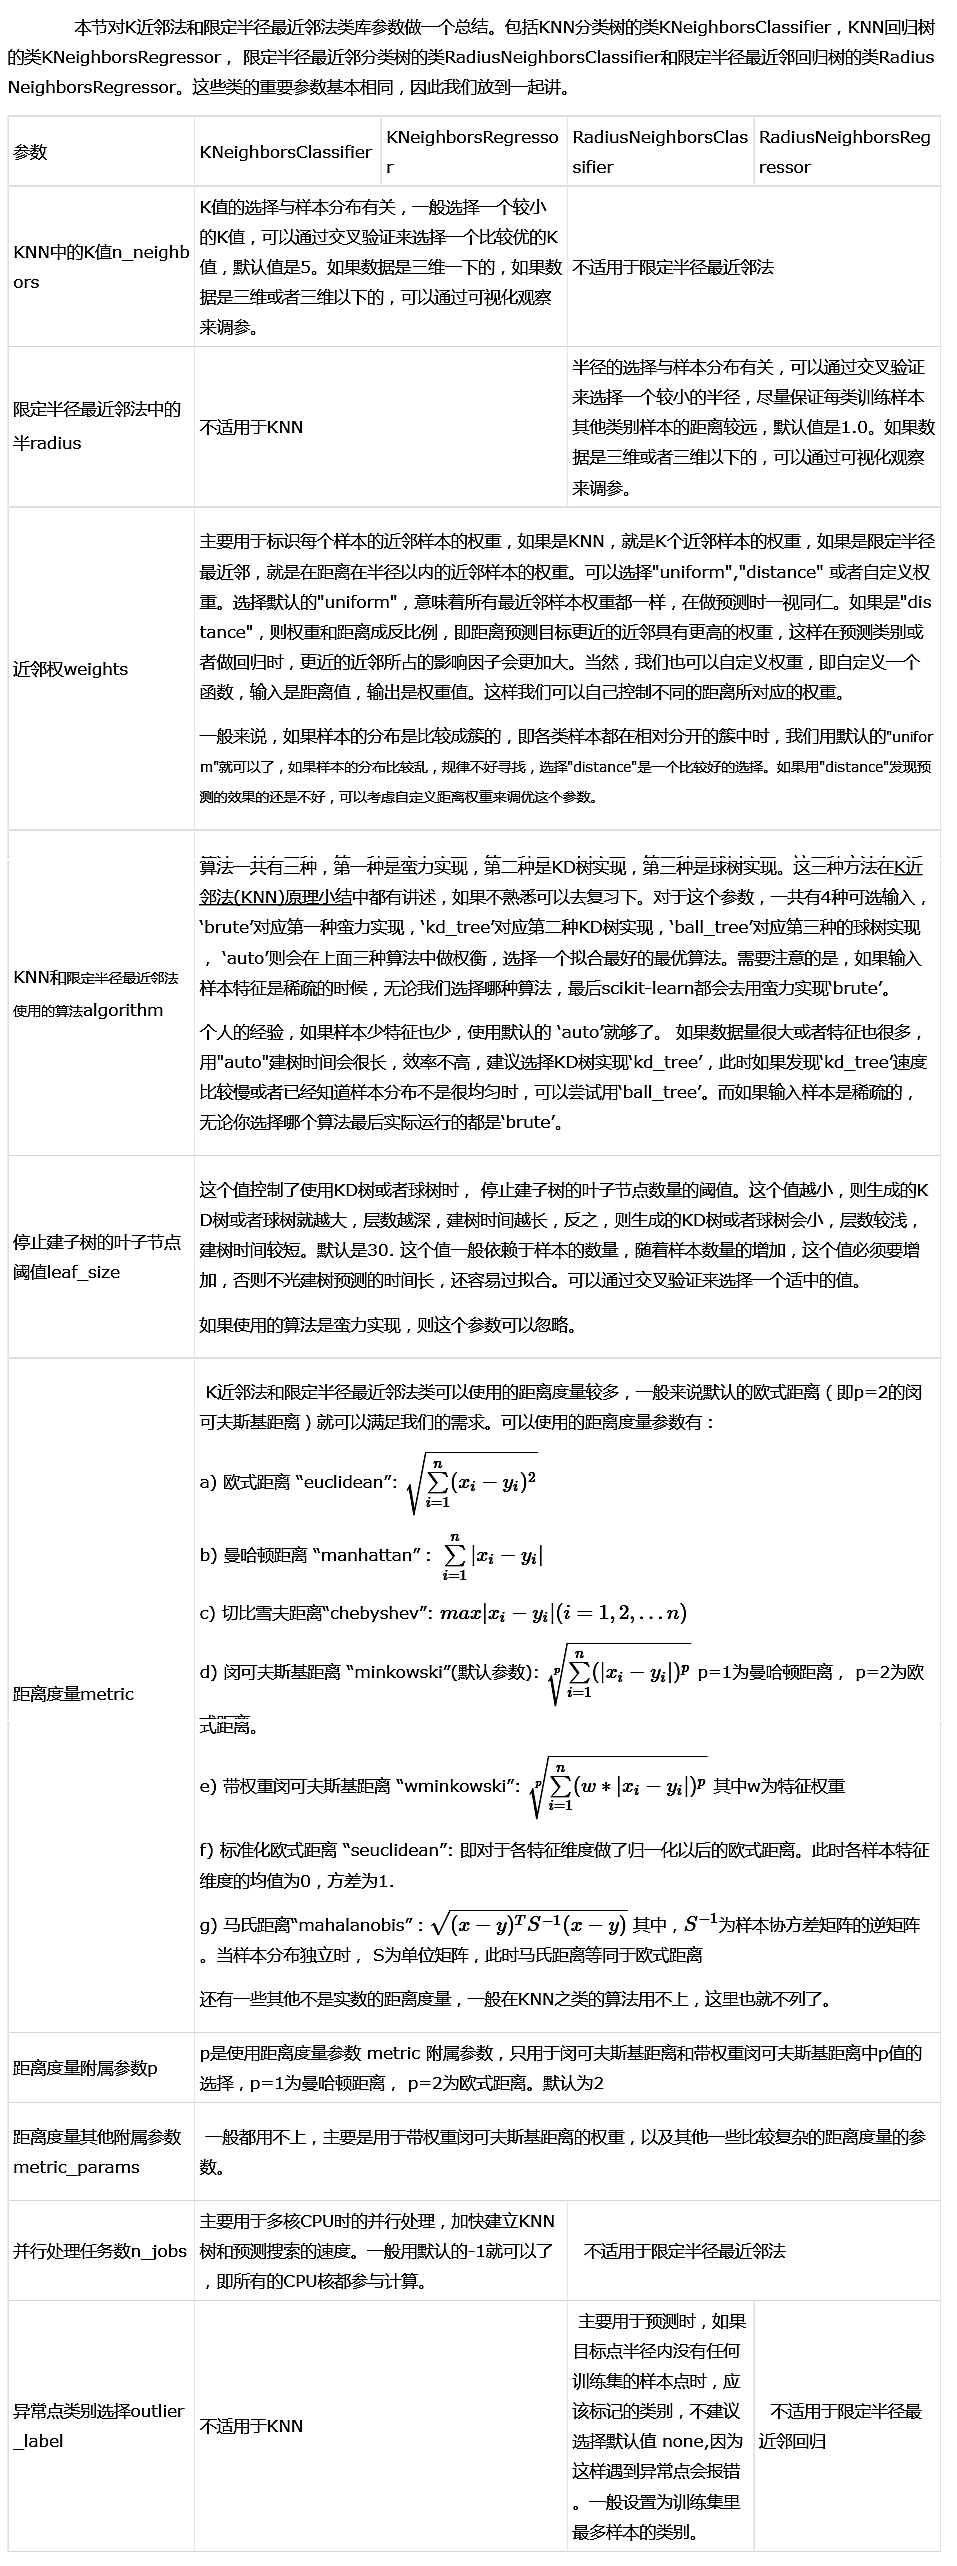 本节对K近邻法和限定半径最近邻法类库参数做一个总结。包括KNN分类树的类KNeighborsClassifier，KNN回归树
的类KNeighborsRegressor， 限定半径最近邻分类树的类RadiusNeighborsClassifier和限定半径最近邻回归树的类Radius
NeighborsRegressor。这些类的重要参数基本相同，因此我们放到一起讲。
参数
KNeighborsClassifier
KNeighborsRegresso
r
RadiusNeighborsClas
sifier
RadiusNeighborsReg
ressor
KNN中的K值n_neighb
ors
K值的选择与样本分布有关，一般选择一个较小
的K值，可以通过交叉验证来选择一个比较优的K
值，默认值是5。如果数据是三维一下的，如果数
据是三维或者三维以下的，可以通过可视化观察
来调参。
不适用于限定半径最近邻法
限定半径最近邻法中的
半radius
不适用于KNN
半径的选择与样本分布有关，可以通过交叉验证
来选择一个较小的半径，尽量保证每类训练样本
其他类别样本的距离较远，默认值是1.0。如果数
据是三维或者三维以下的，可以通过可视化观察
来调参。
近邻权weights
主要用于标识每个样本的近邻样本的权重，如果是KNN，就是K个近邻样本的权重，如果是限定半径
最近邻，就是在距离在半径以内的近邻样本的权重。可以选择"uniform","distance" 或者自定义权
重。选择默认的"uniform"，意味着所有最近邻样本权重都一样，在做预测时一视同仁。如果是"dis
tance"，则权重和距离成反比例，即距离预测目标更近的近邻具有更高的权重，这样在预测类别或
者做回归时，更近的近邻所占的影响因子会更加大。当然，我们也可以自定义权重，即自定义一个
函数，输入是距离值，输出是权重值。这样我们可以自己控制不同的距离所对应的权重。
一般来说，如果样本的分布是比较成簇的，即各类样本都在相对分开的簇中时，我们用默认的"unifor
m"就可以了，如果样本的分布比较乱，规律不好寻找，选择"distance"是一个比较好的选择。如果用"distance"发现预
测的效果的还是不好，可以考虑自定义距离权重来调优这个参数。
KNN和限定半径最近邻法
使用的算法algorithm
算法一共有三种，第一种是蛮力实现，第二种是KD树实现，第三种是球树实现。这三种方法在K近
邻法(KNN)原理小结中都有讲述，如果不熟悉可以去复习下。对于这个参数，一共有4种可选输入，
‘brute’对应第一种蛮力实现，‘kd_tree’对应第二种KD树实现，‘ball_tree’对应第三种的球树实现
， ‘auto’则会在上面三种算法中做权衡，选择一个拟合最好的最优算法。需要注意的是，如果输入
样本特征是稀疏的时候，无论我们选择哪种算法，最后scikit-learn都会去用蛮力实现‘brute’。
个人的经验，如果样本少特征也少，使用默认的 ‘auto’就够了。 如果数据量很大或者特征也很多，
用"auto"建树时间会很长，效率不高，建议选择KD树实现‘kd_tree’，此时如果发现‘kd_tree’速度
比较慢或者已经知道样本分布不是很均匀时，可以尝试用‘ball_tree’。而如果输入样本是稀疏的，
无论你选择哪个算法最后实际运行的都是‘brute’。
停止建子树的叶子节点
阈值leaf_size
这个值控制了使用KD树或者球树时， 停止建子树的叶子节点数量的阈值。这个值越小，则生成的K
D树或者球树就越大，层数越深，建树时间越长，反之，则生成的KD树或者球树会小，层数较浅，
建树时间较短。默认是30. 这个值一般依赖于样本的数量，随着样本数量的增加，这个值必须要增
加，否则不光建树预测的时间长，还容易过拟合。可以通过交叉验证来选择一个适中的值。
如果使用的算法是蛮力实现，则这个参数可以忽略。
距离度量metric
K近邻法和限定半径最近邻法类可以使用的距离度量较多，一般来说默认的欧式距离（即p=2的闵
可夫斯基距离）就可以满足我们的需求。可以使用的距离度量参数有：
a) 欧式距离 “euclidean”: √∑_{i=1}^{n}(x_i − y_i)^2
b) 曼哈顿距离 “manhattan”： ∑_{i=1}^{n}|x_i − y_i|
c) 切比雪夫距离“chebyshev”: max|x_i − y_i|(i = 1, 2, … n)
d) 闵可夫斯基距离 “minkowski”(默认参数): \sqrt[p]{∑_{i=1}^{n}(|x_i − y_i|)^p} p=1为曼哈顿距离， p=2为欧
式距离。
e) 带权重闵可夫斯基距离 “wminkowski”: \sqrt[p]{∑_{i=1}^{n}(w ∗ |x_i − y_i|)^p} 其中w为特征权重
f) 标准化欧式距离 “seuclidean”: 即对于各特征维度做了归一化以后的欧式距离。此时各样本特征
维度的均值为0，方差为1.
g) 马氏距离“mahalanobis”：√(x − y)^T S^{−1}(x − y) 其中，S^{−1}为样本协方差矩阵的逆矩阵
。当样本分布独立时， S为单位矩阵，此时马氏距离等同于欧式距离
还有一些其他不是实数的距离度量，一般在KNN之类的算法用不上，这里也就不列了。
距离度量附属参数p
p是使用距离度量参数 metric 附属参数，只用于闵可夫斯基距离和带权重闵可夫斯基距离中p值的
选择，p=1为曼哈顿距离， p=2为欧式距离。默认为2
距离度量其他附属参数
metric_params
一般都用不上，主要是用于带权重闵可夫斯基距离的权重，以及其他一些比较复杂的距离度量的参
数。
并行处理任务数n_jobs
主要用于多核CPU时的并行处理，加快建立KNN
树和预测搜索的速度。一般用默认的-1就可以了
，即所有的CPU核都参与计算。
不适用于限定半径最近邻法
异常点类别选择outlier
_label
不适用于KNN
主要用于预测时，如果
目标点半径内没有任何
训练集的样本点时，应
该标记的类别，不建议
选择默认值 none,因为
这样遇到异常点会报错
。一般设置为训练集里
最多样本的类别。
不适用于限定半径最
近邻回归